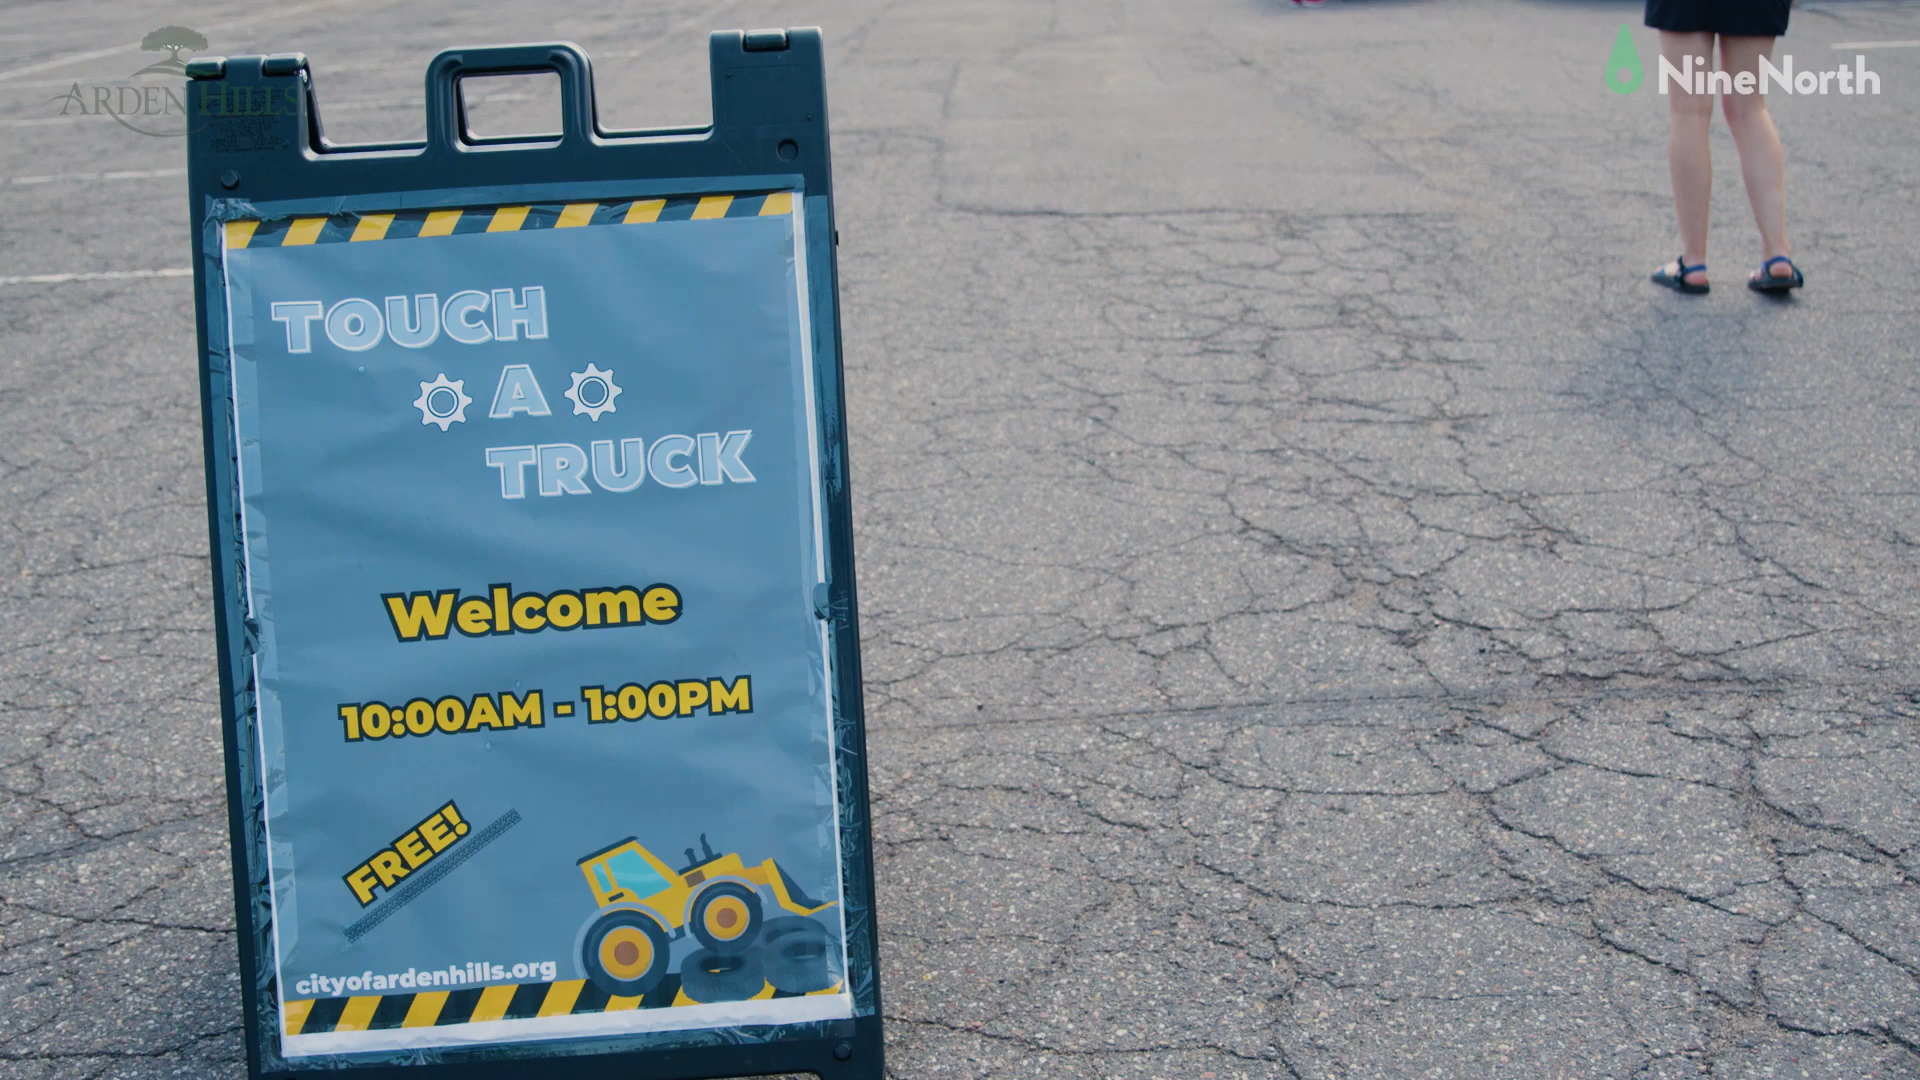 ARDEN HILLS
NineNorth
TOUCH
A
TRUCK
Welcome
10:00AM - 1:00PM
FREE!
cityofardenhills.org